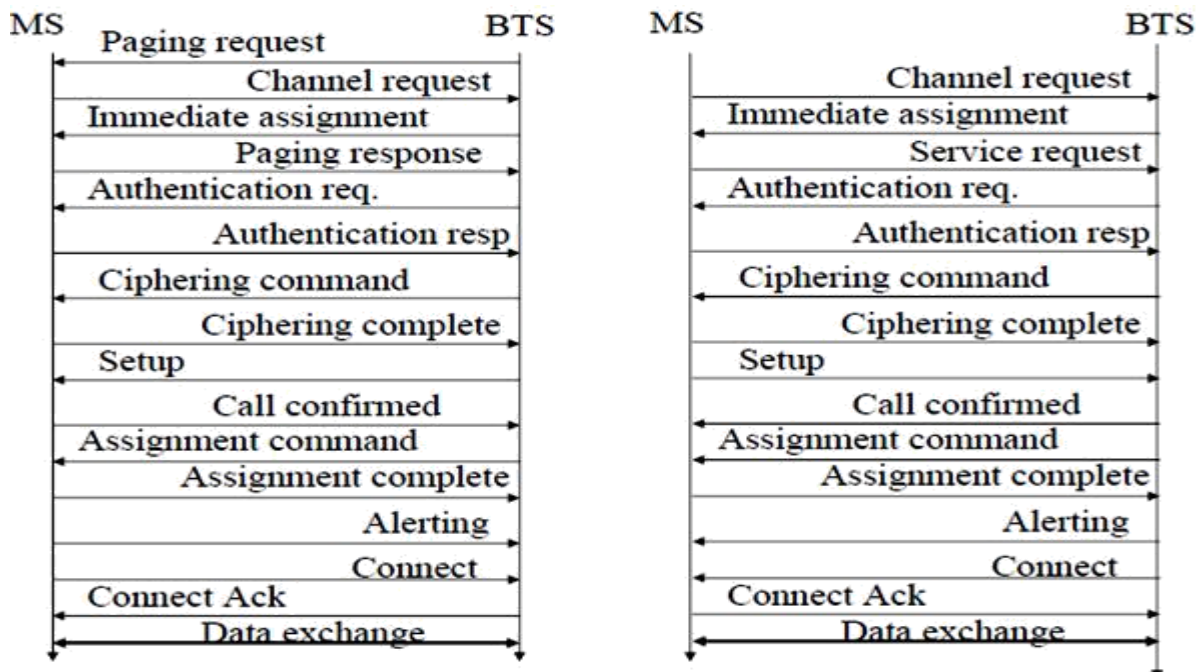 MS
BTS
Paging request
Channel request
Immediate assignment
Paging response
Authentication req.
Authentication resp
Ciphering command
Ciphering complete
Setup
Call confirmed
Assignment command
Assignment complete
Alerting
Connect
Connect Ack
Data exchange
MS
BTS
Channel request
Immediate assignment
Service request
Authentication req.
Authentication resp
Ciphering command
Ciphering complete
Setup
Call confirmed
Assignment command
Assignment complete
Alerting
Connect
Connect Ack
Data exchange